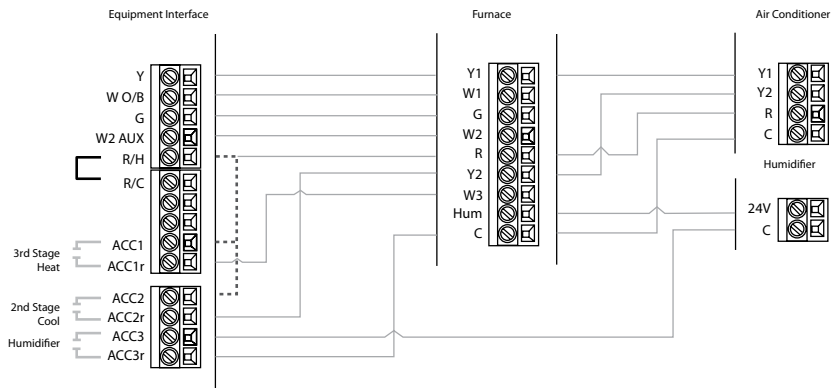 Equipment Interface
Furnace
Air Conditioner
Y
W O/B
G
W2 AUX
R/H
R/C
ACC1
ACC1r
3rd Stage
Heat
ACC2
ACC2r
2nd Stage
Cool
ACC3
Humidifier
ACC3r
Y1
W1
G
W2
R
Y2
W3
Hum
C
Y1
Y2
R
C
Humidifier
24V
C